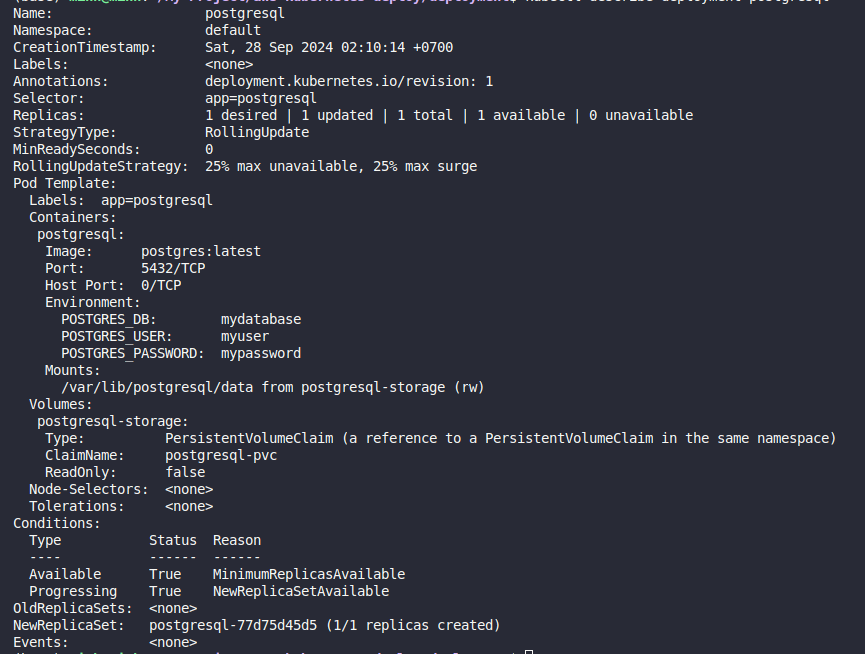 Name:                   postgresql
Namespace:              default
CreationTimestamp:      Sat, 28 Sep 2024 02:10:14 +0700
Labels:                 <none>
Annotations:            deployment.kubernetes.io/revision: 1
Selector:               app=postgresql
Replicas:               1 desired | 1 updated | 1 total | 1 available | 0 unavailable
StrategyType:           RollingUpdate
MinReadySeconds:        0
RollingUpdateStrategy:  25% max unavailable, 25% max surge
Pod Template:
  Labels:  app=postgresql
  Containers:
   postgresql:
    Image:      postgres:latest
    Port:       5432/TCP
    Host Port:  0/TCP
    Environment:
      POSTGRES_DB:        mydatabase
      POSTGRES_USER:      myuser
      POSTGRES_PASSWORD:  mypassword
    Mounts:
      /var/lib/postgresql/data from postgresql-storage (rw)
  Volumes:
   postgresql-storage:
    Type:          PersistentVolumeClaim (a reference to a PersistentVolumeClaim in the same namespace)
    ClaimName:     postgresql-pvc
    ReadOnly:      false
  Node-Selectors:  <none>
  Tolerations:     <none>
Conditions:
  Type           Status  Reason
  ----           ------  ------
  Available      True    MinimumReplicasAvailable
  Progressing    True    NewReplicaSetAvailable
OldReplicaSets:  <none>
NewReplicaSet:   postgresql-77d75d45d5 (1/1 replicas created)
Events:          <none>